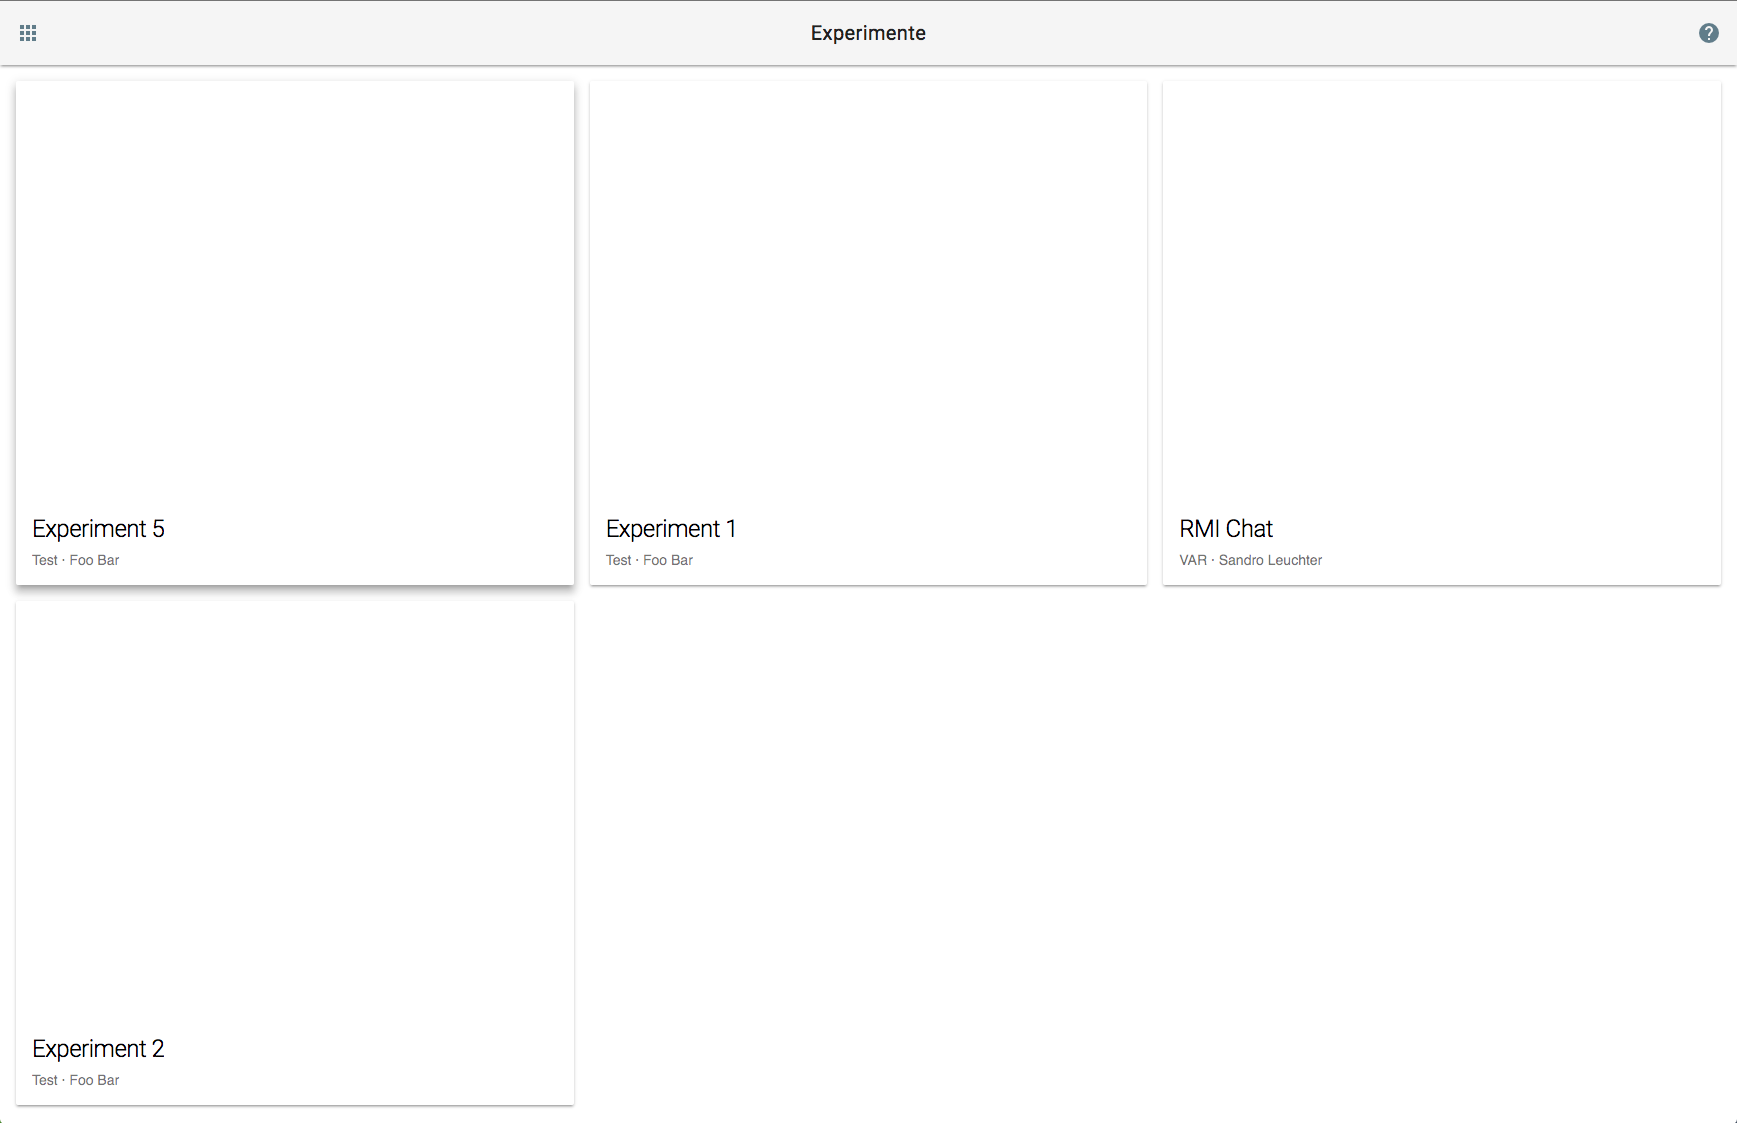 Experimente
Experiment 5
Test · Foo Bar
Experiment 1
Test · Foo Bar
RMI Chat
VAR · Sandro Leuchter
Experiment 2
Test · Foo Bar